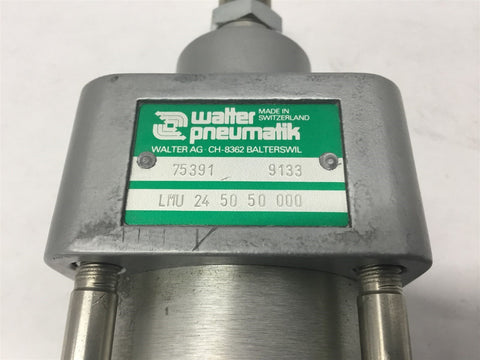 walter
pneumatik
MADE IN
SWITZERLAND
WALTER AG · CH-8362 BALTERSWIL
75391 9133
LMU 24 50 50 000